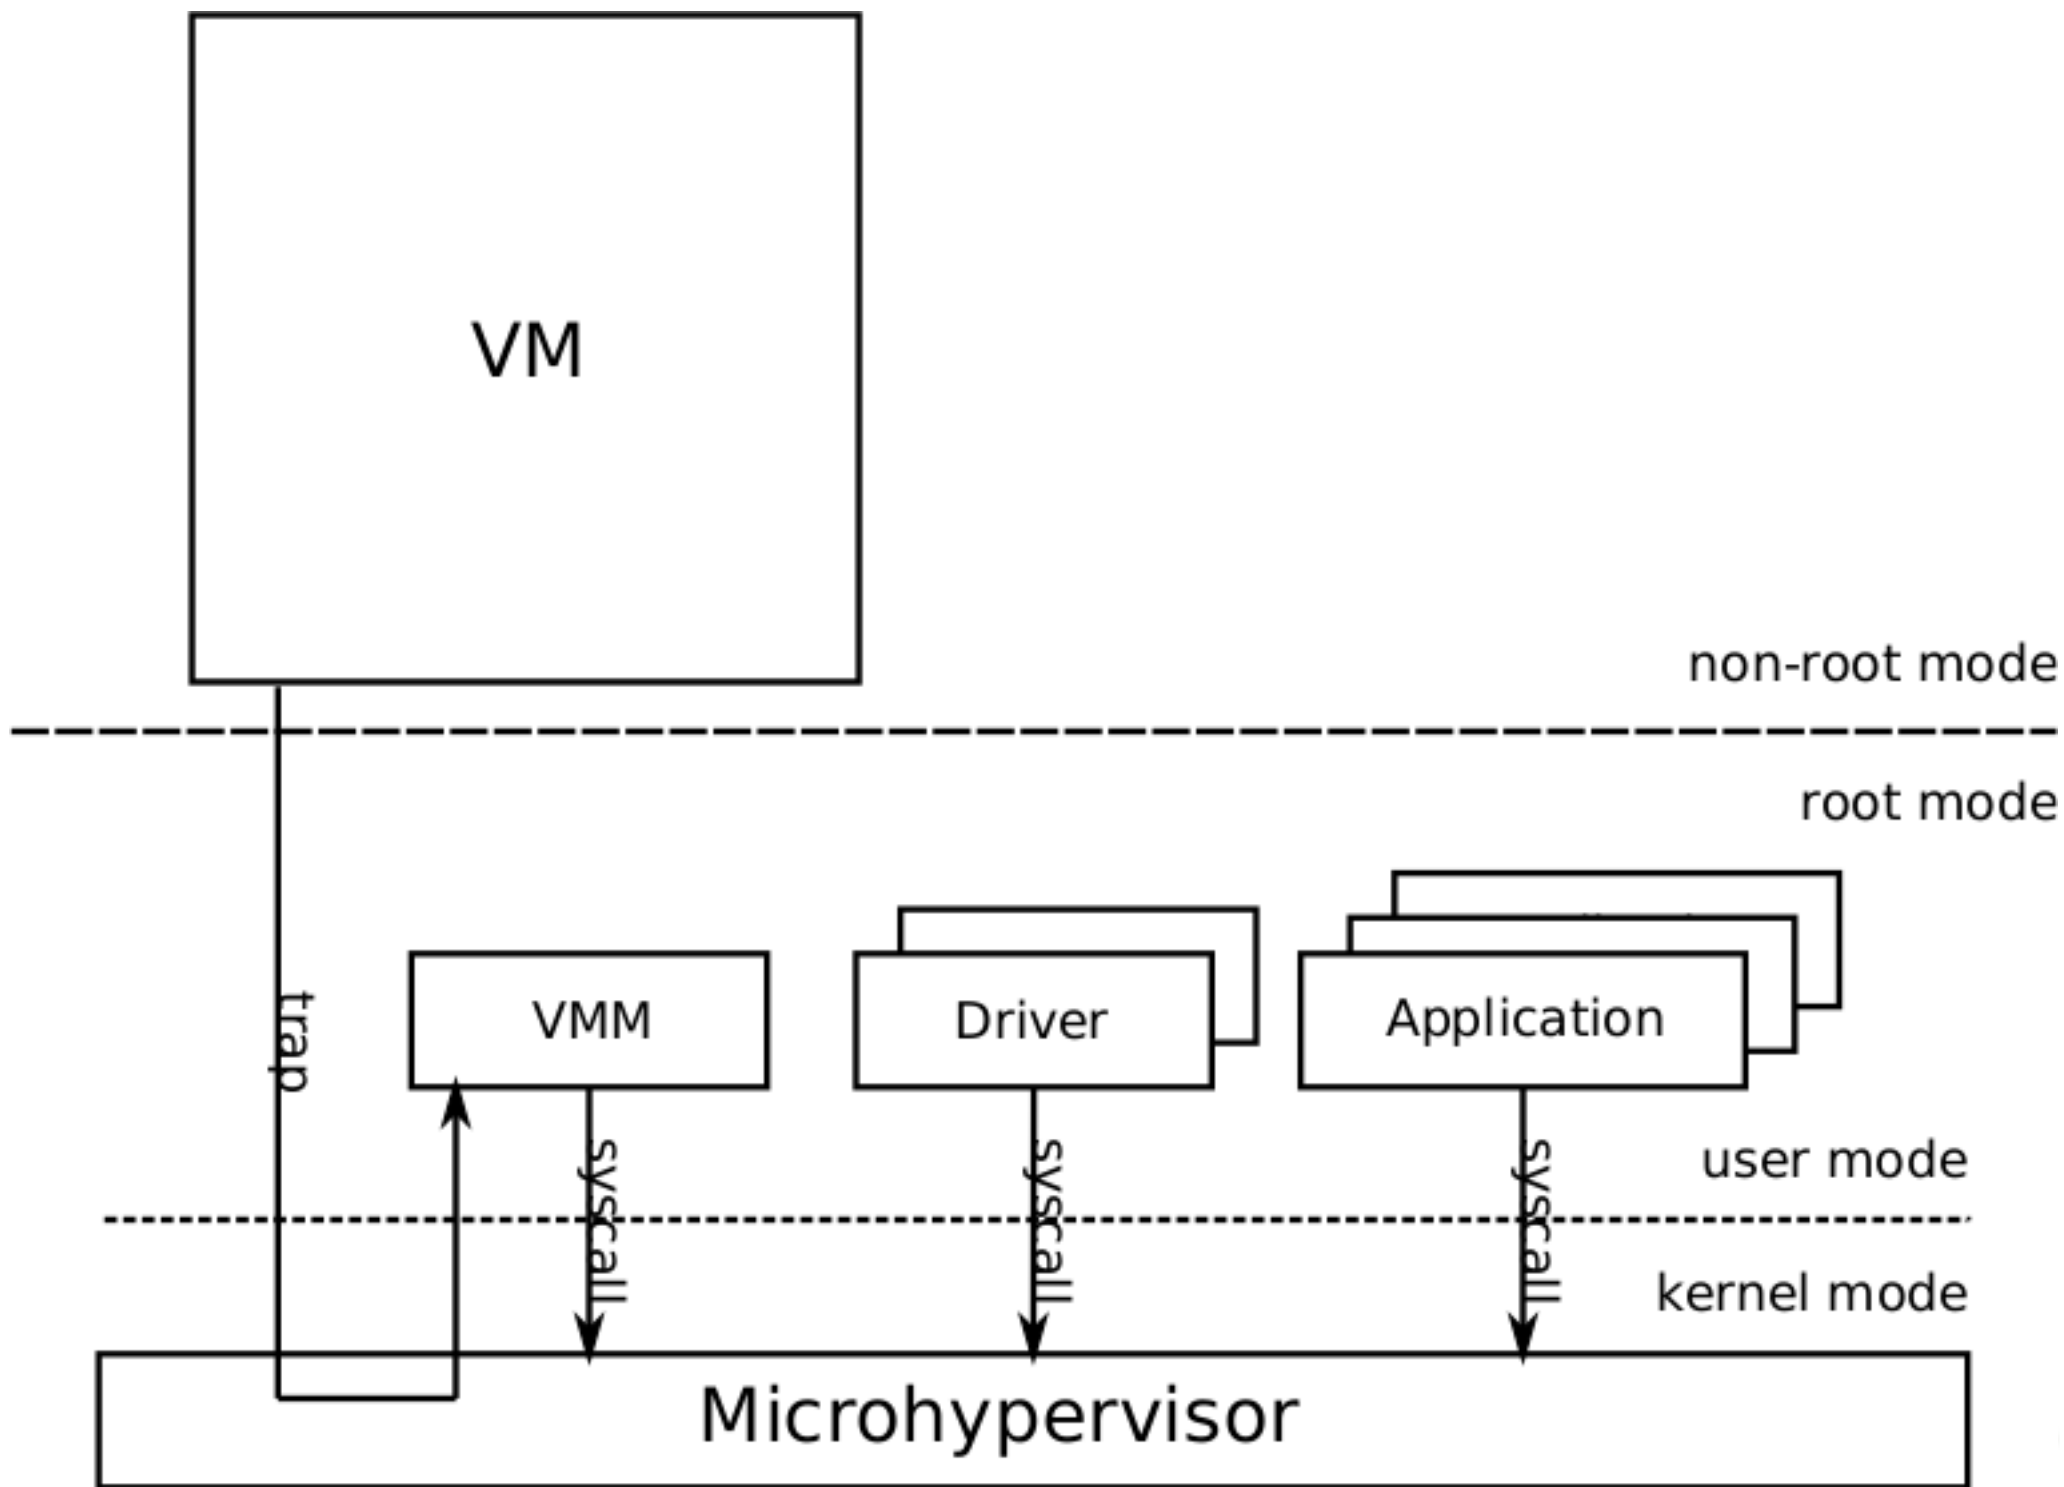 VM
non-root mode
root mode
trap
VMM
Driver
Application
syscall
syscall
syscall
user mode
kernel mode
Microhypervisor